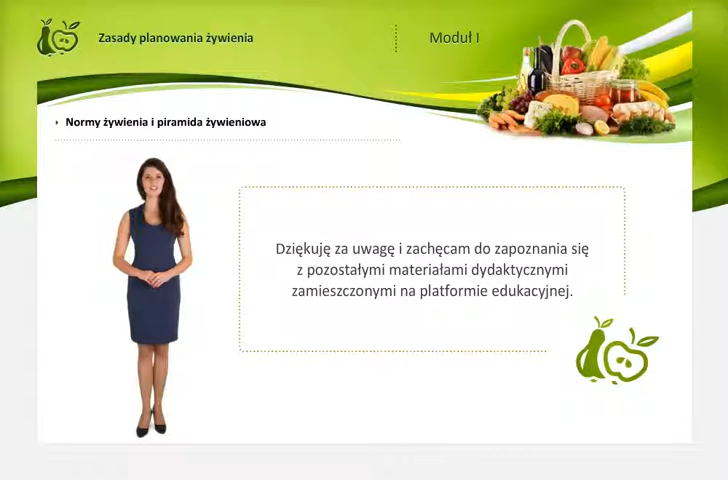 Zasady planowania żywienia
Moduł I
Normy żywienia i piramida żywieniowa
Dziękuję za uwagę i zachęcam do zapoznania się
z pozostałymi materiałami dydaktycznymi
zamieszczonymi na platformie edukacyjnej.